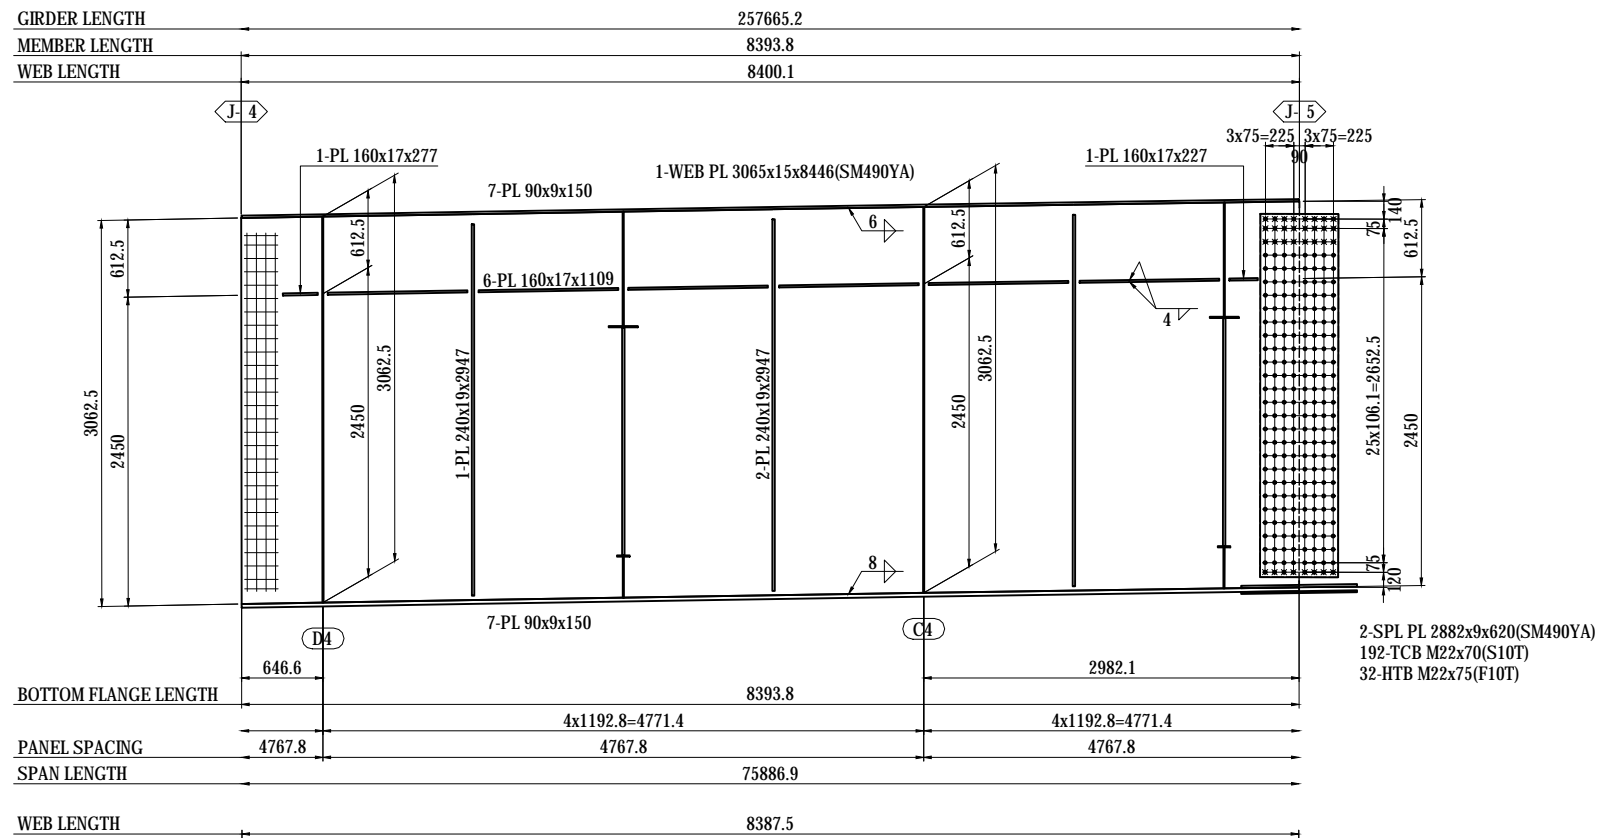 GIRDER LENGTH 257665.2
MEMBER LENGTH 8393.8
WEB LENGTH 8400.1
J- 4
J- 5
3x75=225 3x75=225
90
1-PL 160x17x277
1-WEB PL 3065x15x8446(SM490YA)
1-PL 160x17x227
7-PL 90x9x150
6
140
75
612.5
612.5
612.5
612.5
6-PL 160x17x1109
4
3062.5
2450
2450
3062.5
1-PL 240x19x2947
2-PL 240x19x2947
2450
3062.5
25x106.1=2652.5
2450
8
75
120
7-PL 90x9x150
D4
C4
2-SPL PL 2882x9x620(SM490YA)
192-TCB M22x70(S10T)
32-HTB M22x75(F10T)
646.6
2982.1
BOTTOM FLANGE LENGTH 8393.8
4x1192.8=4771.4 4x1192.8=4771.4
PANEL SPACING 4767.8 4767.8 4767.8
SPAN LENGTH 75886.9
WEB LENGTH 8387.5